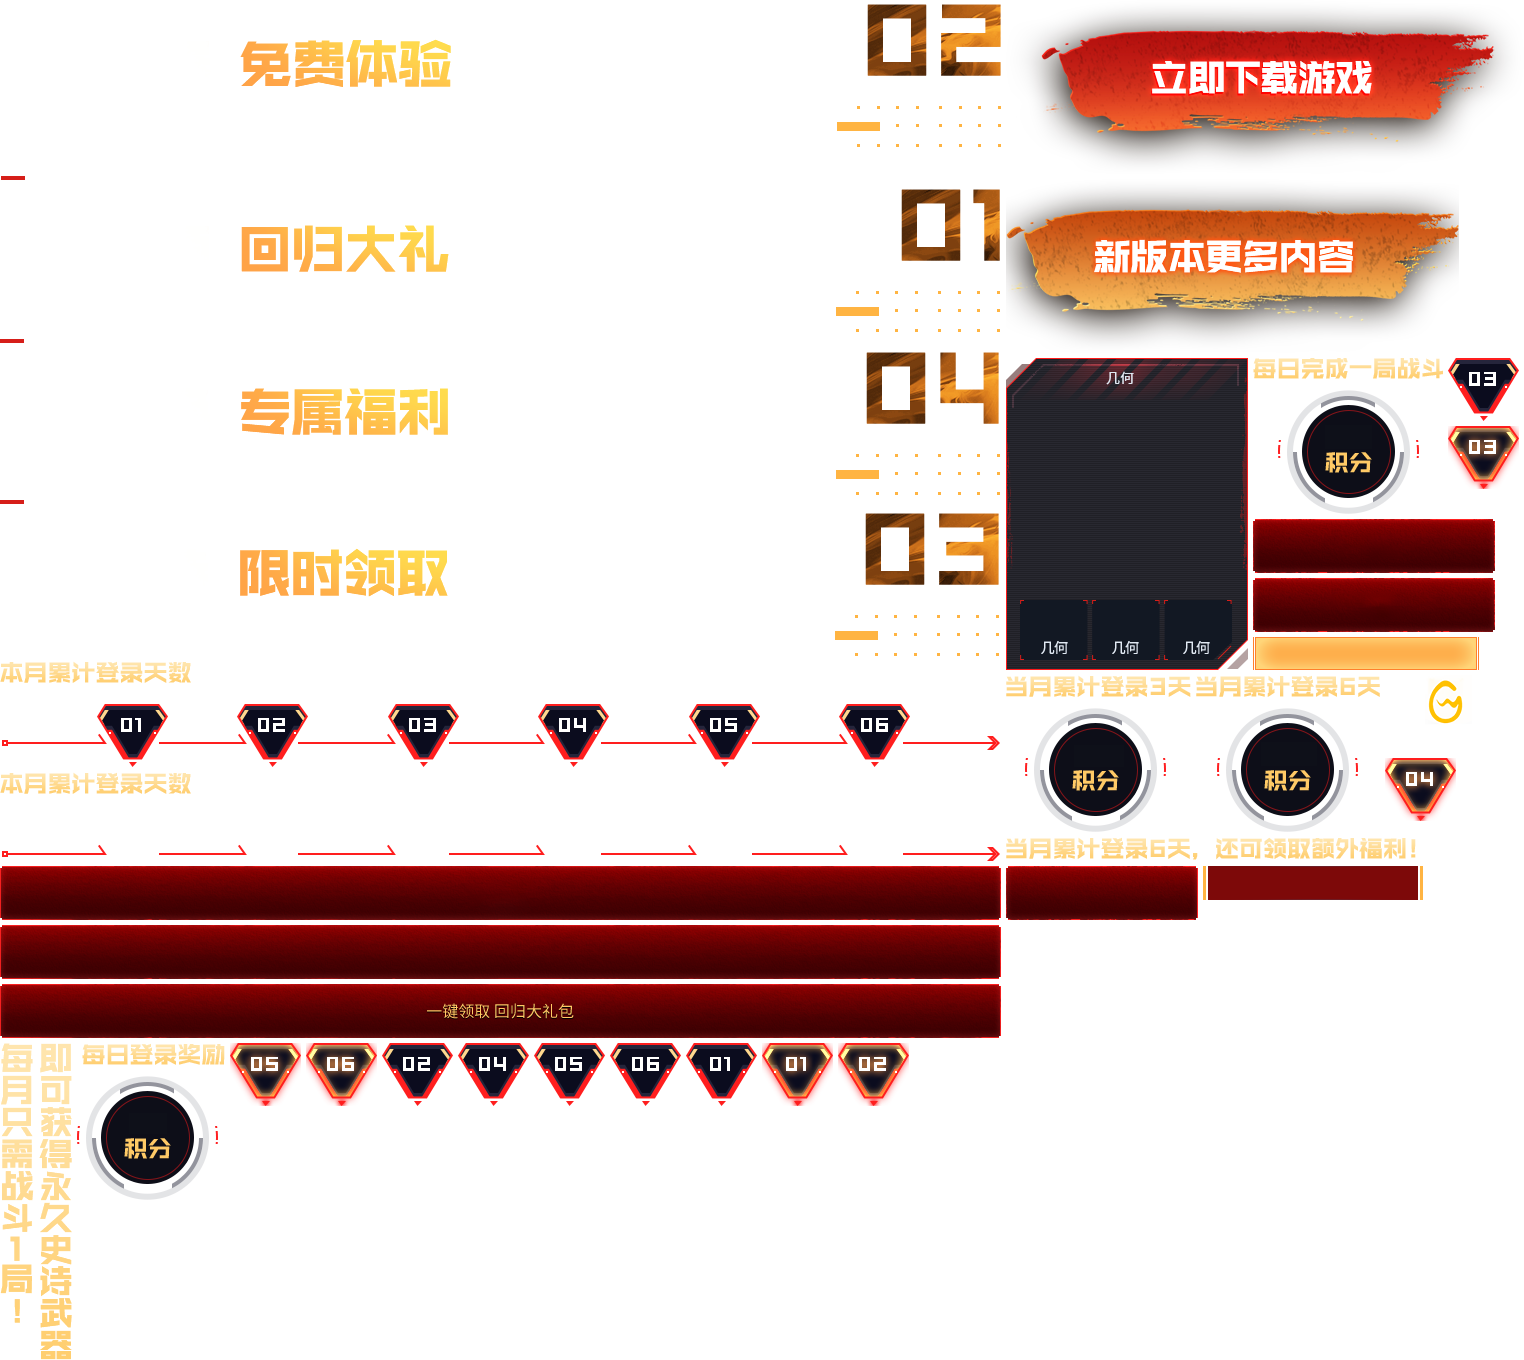 免费体验
02
立即下载游戏
回归大礼
01
新版本更多内容
专属福利
04
几何
每日完成一局战斗
03
积分
03
限时领取
03
几何 几何 几何
本月累计登录天数
当月累计登录3天
当月累计登录6天
01 02 03 04 05 06
积分
积分
04
本月累计登录天数
当月累计登录6天，还可领取额外福利！
一键领取 回归大礼包
每月只需战斗1局！
即可获得永久史诗武器
每日登录奖励
05 06 02 04 05 06 01 01 02
积分